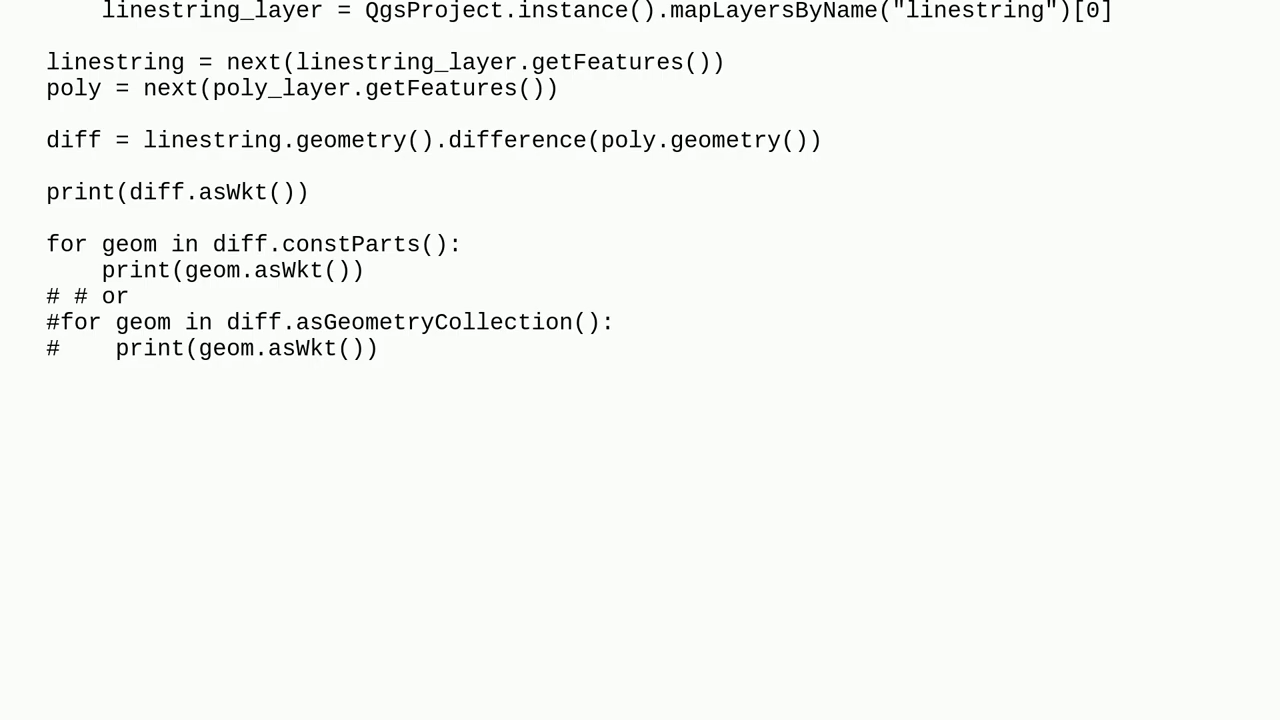 linestring_layer = QgsProject.instance().mapLayersByName("linestring")[0]

linestring = next(linestring_layer.getFeatures())
poly = next(poly_layer.getFeatures())

diff = linestring.geometry().difference(poly.geometry())

print(diff.asWkt())

for geom in diff.constParts():
    print(geom.asWkt())
# # or
#for geom in diff.asGeometryCollection():
#    print(geom.asWkt())